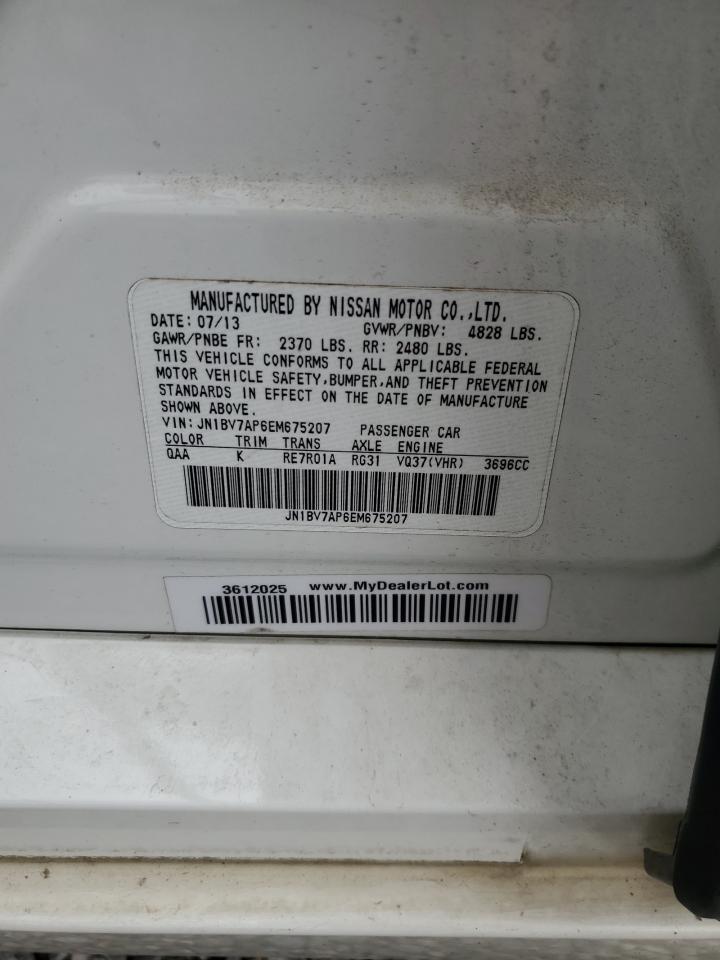 MANUFACTURED BY NISSAN MOTOR CO.,LTD.
DATE: 07/13 GVWR/PNBV: 4828 LBS.
GAWR/PNBE FR: 2370 LBS. RR: 2480 LBS.
THIS VEHICLE CONFORMS TO ALL APPLICABLE FEDERAL
MOTOR VEHICLE SAFETY,BUMPER,AND THEFT PREVENTION
STANDARDS IN EFFECT ON THE DATE OF MANUFACTURE
SHOWN ABOVE.
VIN: JN1BV7AP6EM675207 PASSENGER CAR
COLOR TRIM TRANS AXLE ENGINE
QAA K RE7R01A RG31 VQ37(VHR) 3696CC
JN1BV7AP6EM675207
3612025 www.MyDealerLot.com